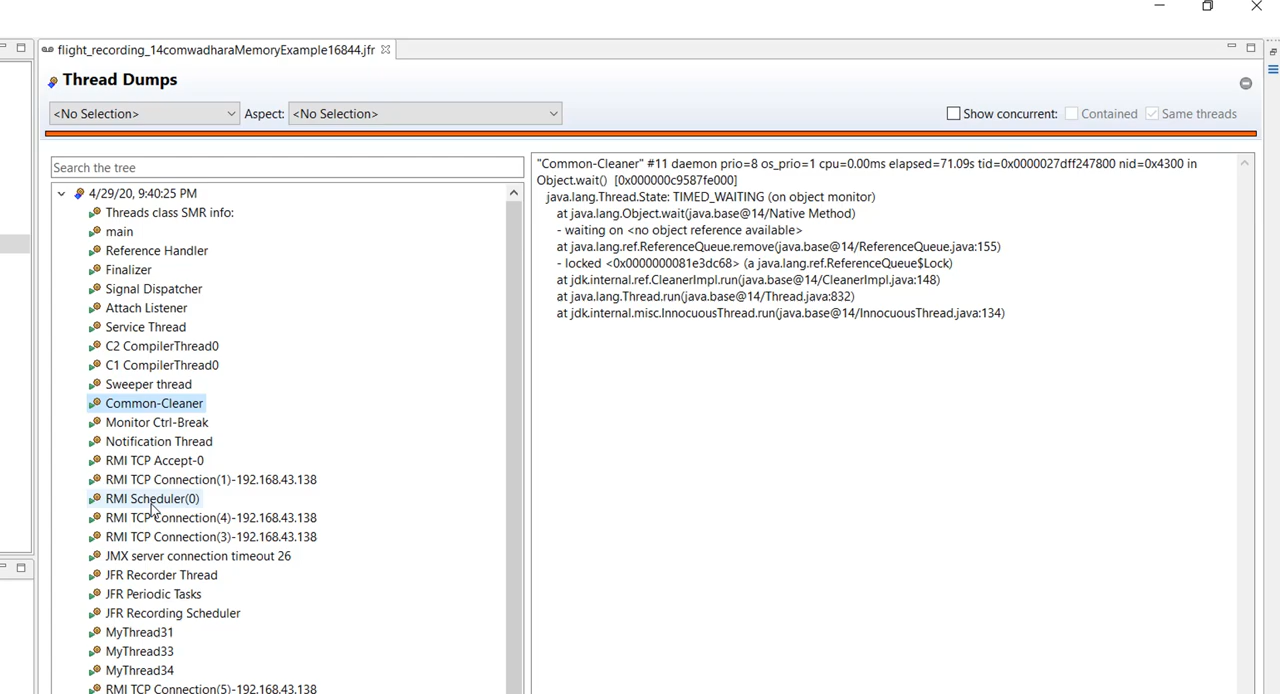 flight_recording_14comwadharaMemoryExample16844.jfr
Thread Dumps
<No Selection> Aspect: <No Selection> Show concurrent: Contained Same threads
Search the tree
4/29/20, 9:40:25 PM
Threads class SMR info:
main
Reference Handler
Finalizer
Signal Dispatcher
Attach Listener
Service Thread
C2 CompilerThread0
C1 CompilerThread0
Sweeper thread
Common-Cleaner
Monitor Ctrl-Break
Notification Thread
RMI TCP Accept-0
RMI TCP Connection(1)-192.168.43.138
RMI Scheduler(0)
RMI TCP Connection(4)-192.168.43.138
RMI TCP Connection(3)-192.168.43.138
JMX server connection timeout 26
JFR Recorder Thread
JFR Periodic Tasks
JFR Recording Scheduler
MyThread31
MyThread33
MyThread34
RMI TCP Connection(5)-192.168.43.138
"Common-Cleaner" #11 daemon prio=8 os_prio=1 cpu=0.00ms elapsed=71.09s tid=0x0000027dff247800 nid=0x4300 in
Object.wait() [0x000000c9587fe000]
java.lang.Thread.State: TIMED_WAITING (on object monitor)
at java.lang.Object.wait(java.base@14/Native Method)
- waiting on <no object reference available>
at java.lang.ref.ReferenceQueue.remove(java.base@14/ReferenceQueue.java:155)
- locked <0x0000000081e3dc68> (a java.lang.ref.ReferenceQueue$Lock)
at jdk.internal.ref.CleanerImpl.run(java.base@14/CleanerImpl.java:148)
at java.lang.Thread.run(java.base@14/Thread.java:832)
at jdk.internal.misc.InnocuousThread.run(java.base@14/InnocuousThread.java:134)